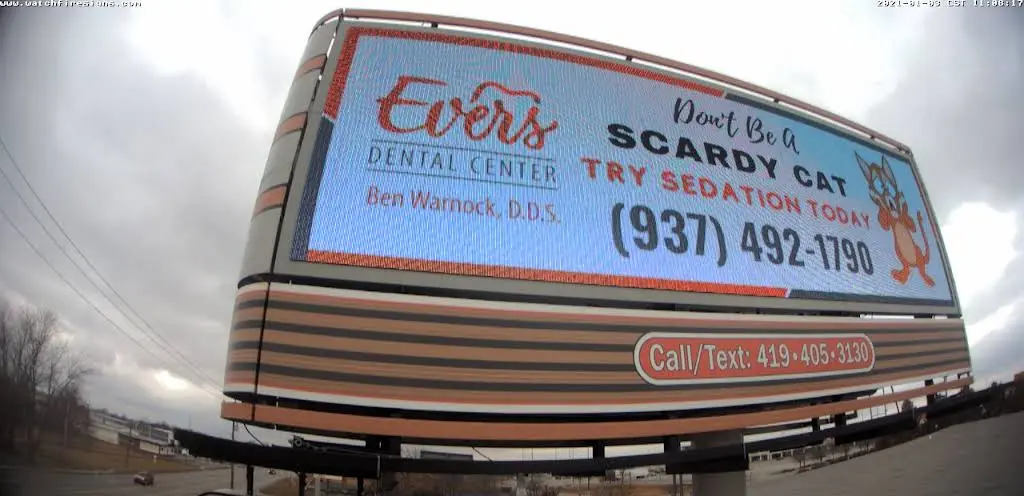 www.watchfiresigns.com
2021-01-03 CST 11:08:17
Evers
DENTAL CENTER
Ben Warnock, D.D.S.
Don't Be A
SCARDY CAT
TRY SEDATION TODAY
(937) 492-1790
Call/Text: 419•405•3130